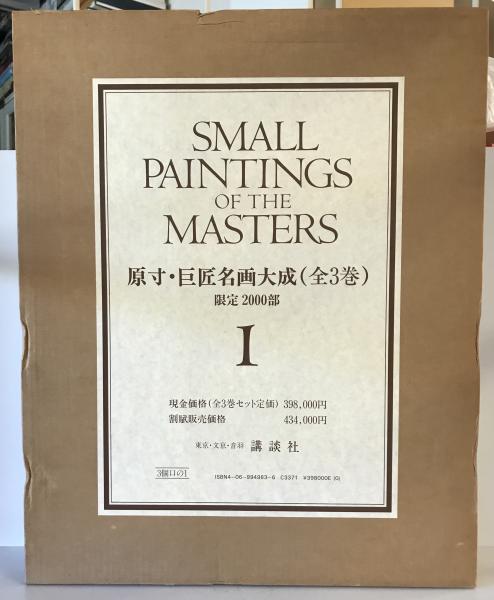 SMALL
PAINTINGS
OF THE
MASTERS
原寸・巨匠名画大成(全3巻)
限定 2000部
I
現金価格(全3巻セット定価) 398,000円
割賦販売価格 434,000円
東京・文京・音羽 講談社
3個口の1
ISBN4-06-994983-6 C3371 ¥398000E (0)